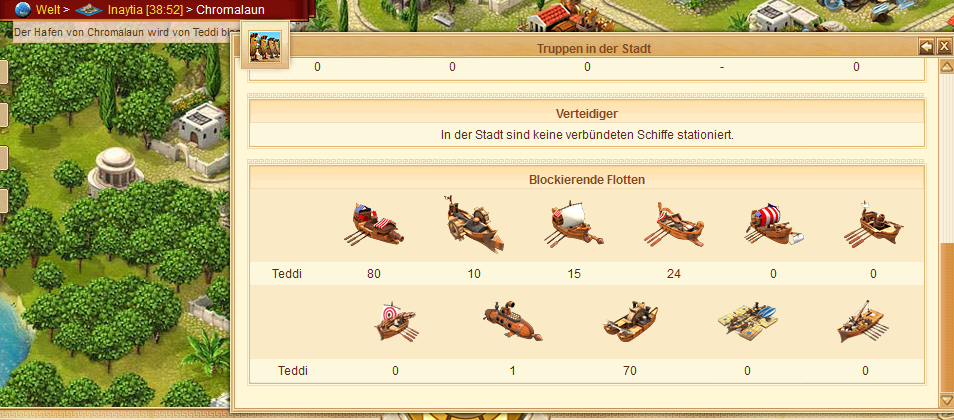 Welt > Inaytia [38:52] > Chromalaun
Der Hafen von Chromalaun wird von Teddi
Truppen in der Stadt
0 0 0 - 0
Verteidiger
In der Stadt sind keine verbündeten Schiffe stationiert.
Blockierende Flotten
Teddi 80 10 15 24 0 0
Teddi 0 1 70 0 0